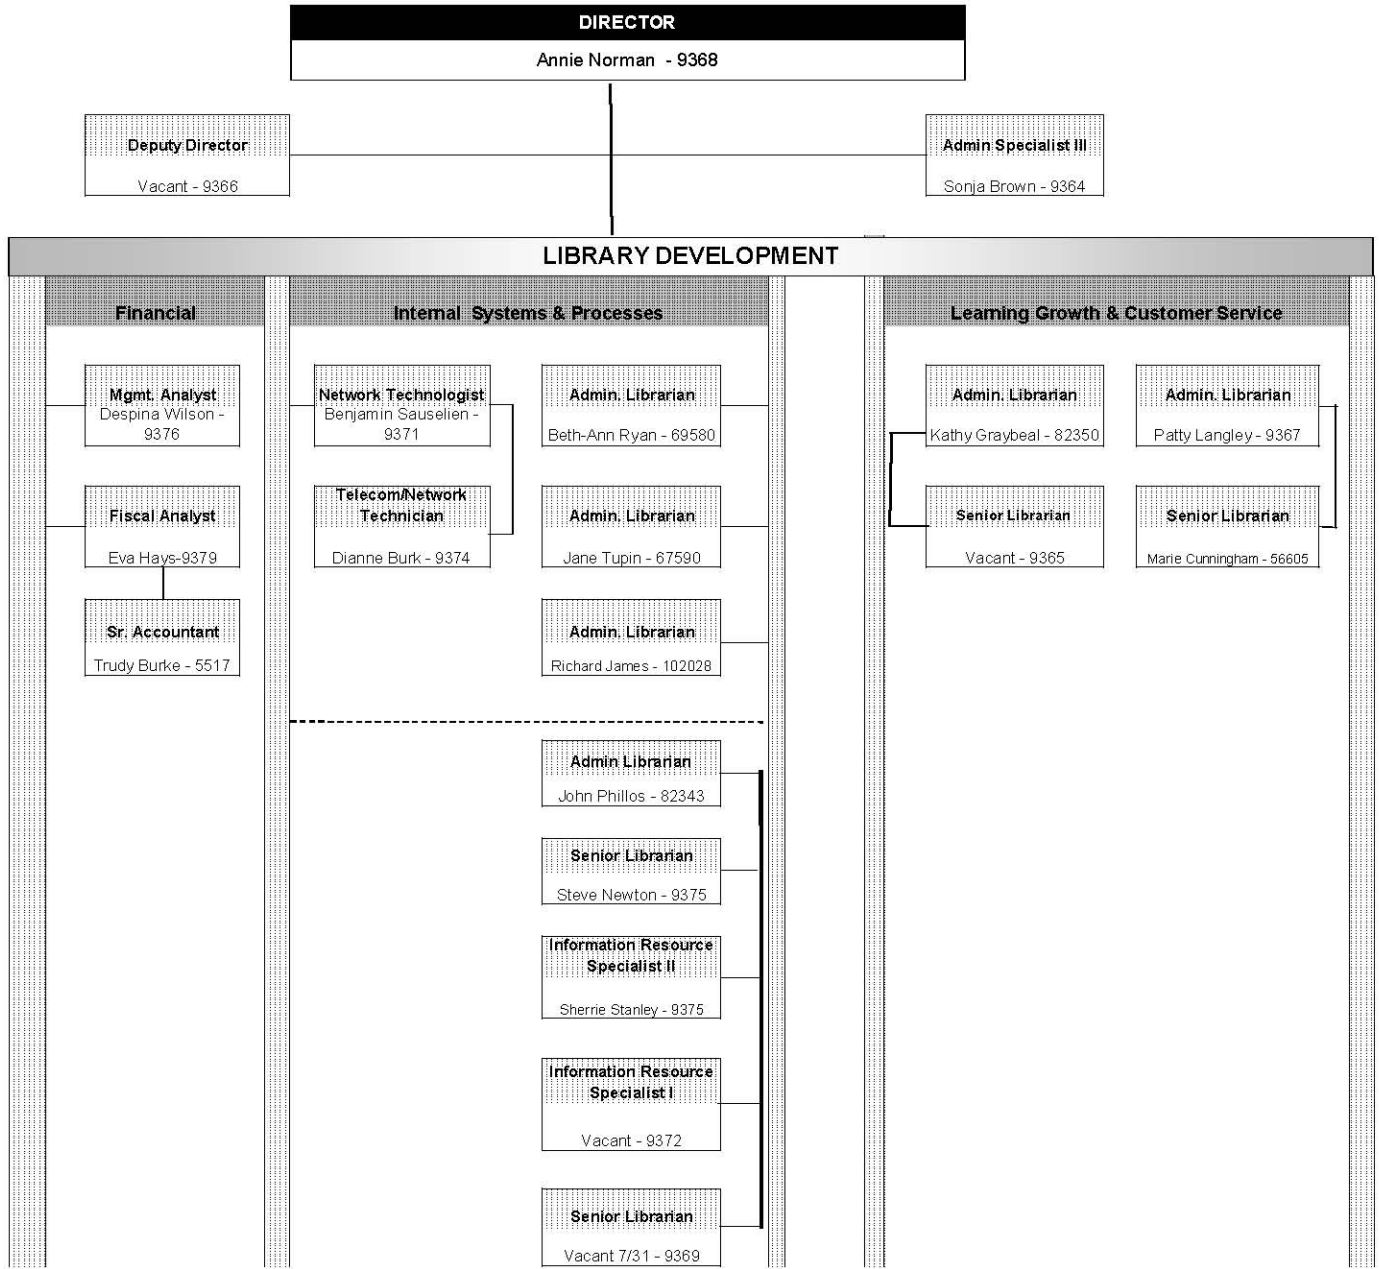 DIRECTOR
Annie Norman - 9368
Deputy Director
Vacant - 9366
Admin Specialist III
Sonja Brown - 9364
LIBRARY DEVELOPMENT
Financial
Mgmt. Analyst
Despina Wilson -
9376
Fiscal Analyst
Eva Hays-9379
Sr. Accountant
Trudy Burke - 5517
Internal Systems & Processes
Network Technologist
Benjamin Sauselien -
9371
Telecom/Network
Technician
Dianne Burk - 9374
Admin. Librarian
Beth-Ann Ryan - 69580
Admin. Librarian
Jane Tupin - 67590
Admin. Librarian
Richard James - 102028
Admin Librarian
John Phillos - 82343
Senior Librarian
Steve Newton - 9375
Information Resource
Specialist II
Sherrie Stanley - 9375
Information Resource
Specialist I
Vacant - 9372
Senior Librarian
Vacant 7/31 - 9369
Learning Growth & Customer Service
Admin. Librarian
Kathy Graybeal - 82350
Senior Librarian
Vacant - 9365
Admin. Librarian
Patty Langley - 9367
Senior Librarian
Marie Cunningham - 56605